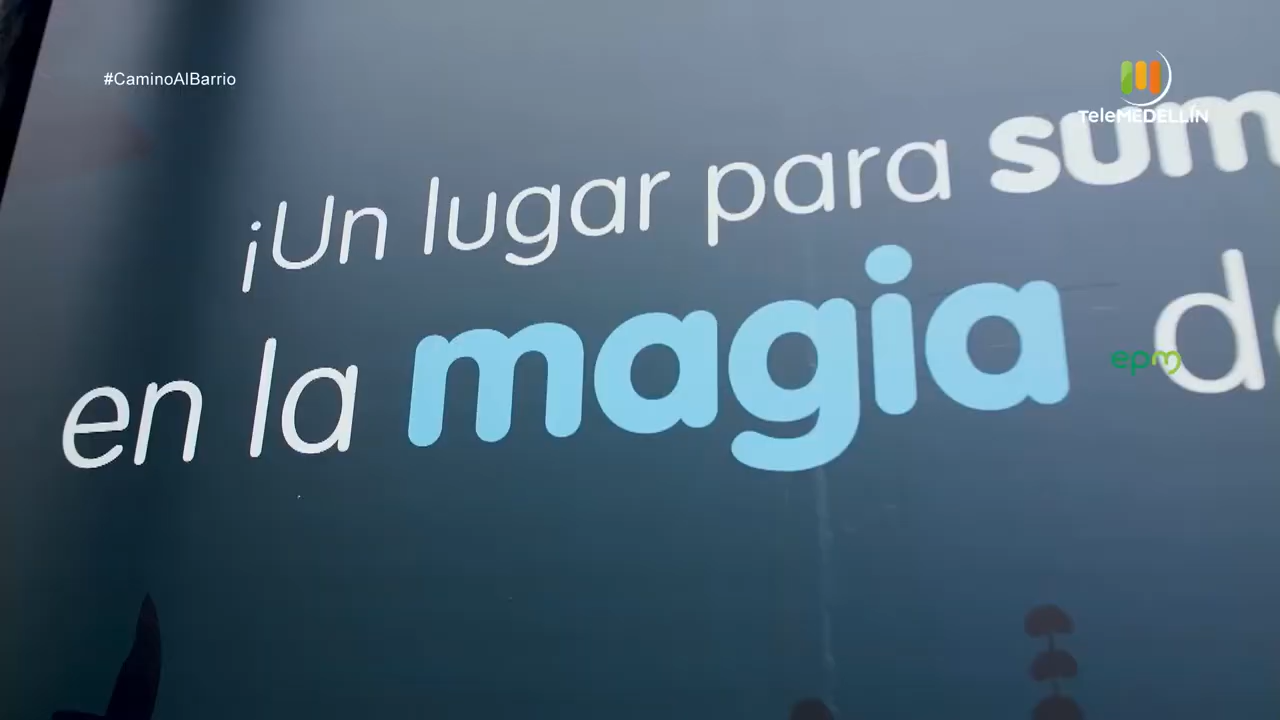 #CaminoAlBarrio
TeleMEDELLÍN
¡Un lugar para
en la magia
epm